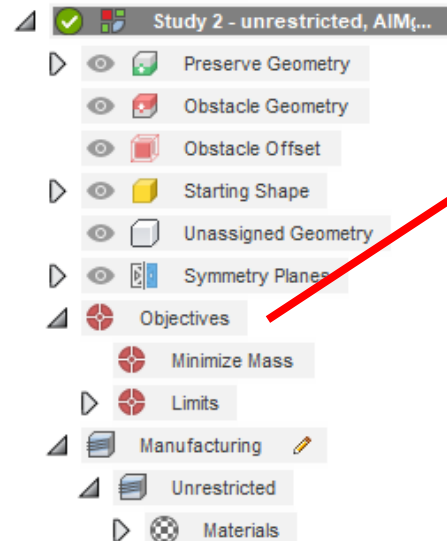 Study 2 - unrestricted, AlMg...
Preserve Geometry
Obstacle Geometry
Obstacle Offset
Starting Shape
Unassigned Geometry
Symmetry Planes
Objectives
Minimize Mass
Limits
Manufacturing
Unrestricted
Materials